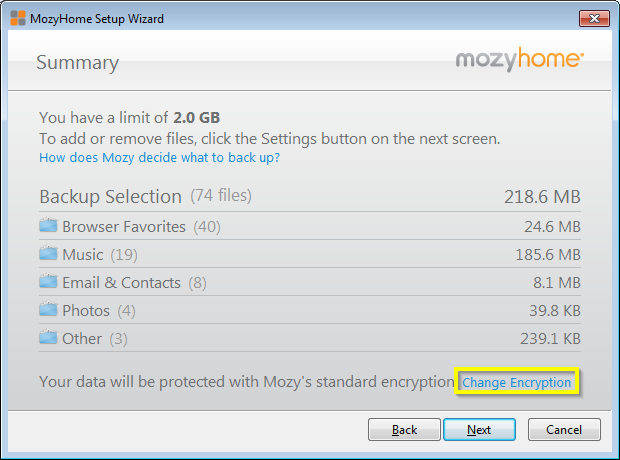 MozyHome Setup Wizard
Summary
mozyhome
You have a limit of 2.0 GB
To add or remove files, click the Settings button on the next screen.
How does Mozy decide what to back up?
Backup Selection (74 files) 218.6 MB
Browser Favorites (40) 24.6 MB
Music (19) 185.6 MB
Email & Contacts (8) 8.1 MB
Photos (4) 39.8 KB
Other (3) 239.1 KB
Your data will be protected with Mozy's standard encryption Change Encryption
Back Next Cancel